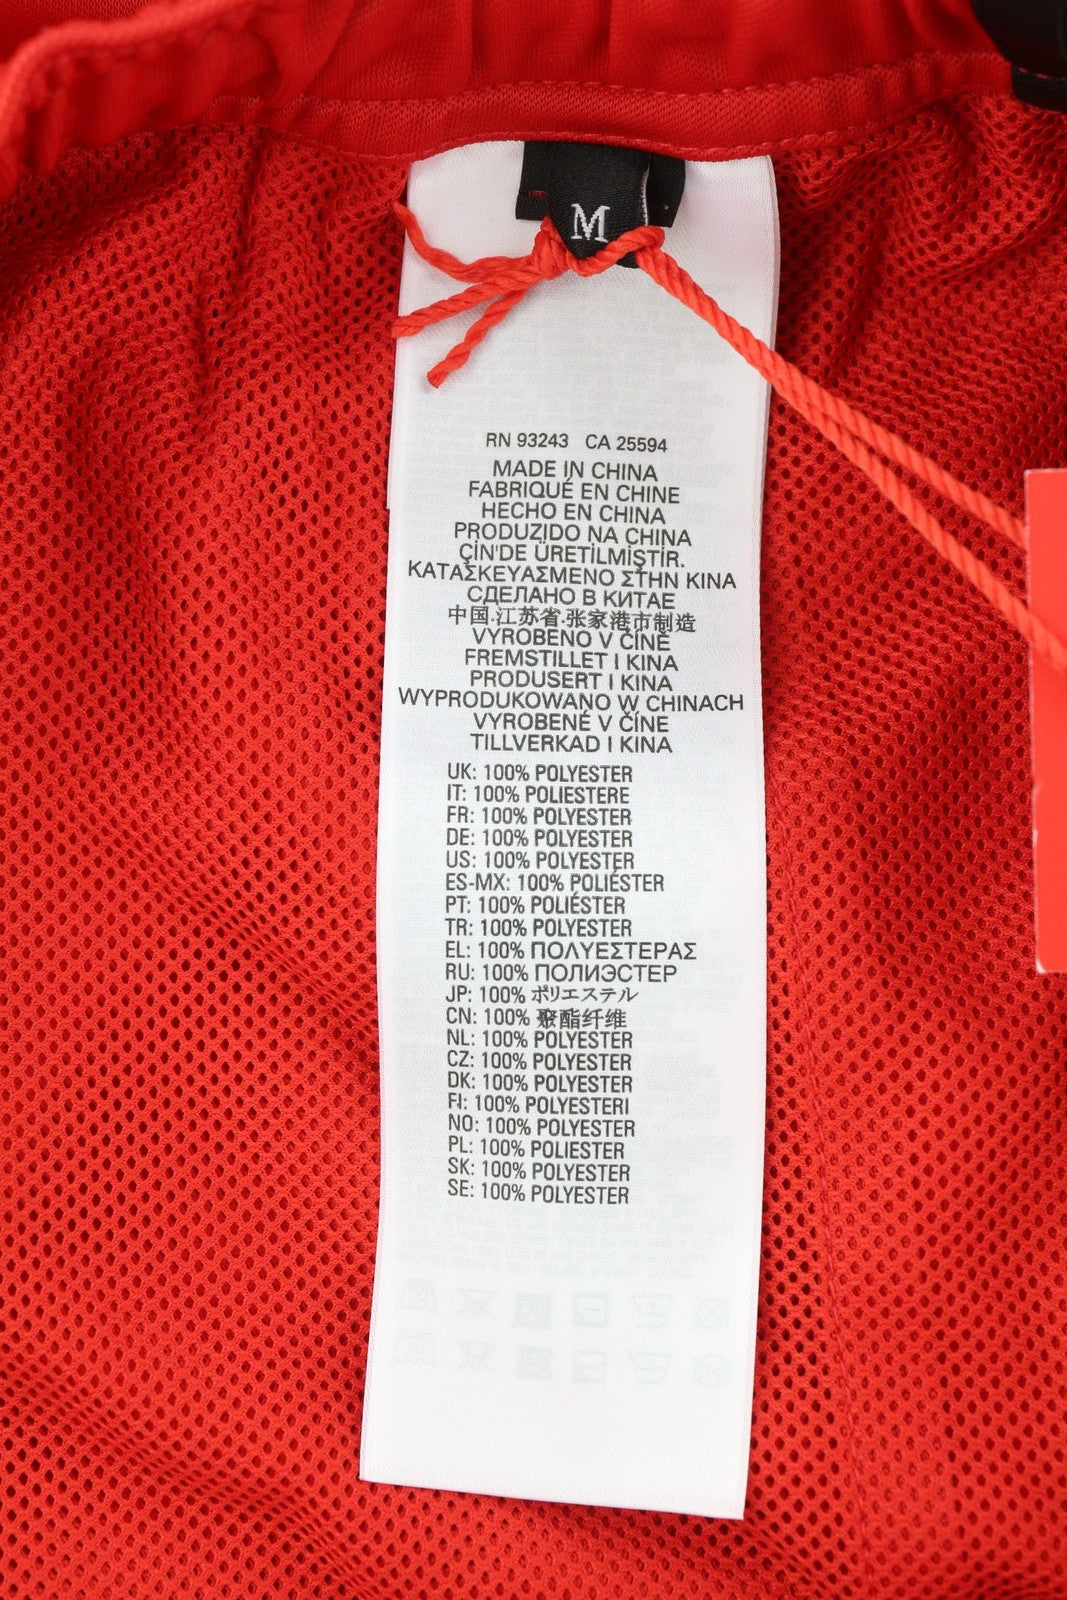 M
RN 93243 CA 25594
MADE IN CHINA
FABRIQUÉ EN CHINE
HECHO EN CHINA
PRODUZIDO NA CHINA
ÇİN'DE ÜRETİLMİŞTİR.
ΚΑΤΑΣΚΕΥΑΣΜΕΝΟ ΣΤΗΝ ΚΙΝΑ
СДЕЛАНО В КИТАЕ
中国.江苏省.张家港市制造
VYROBENO V ČÍNĚ
FREMSTILLET I KINA
PRODUSERT I KINA
WYPRODUKOWANO W CHINACH
VYROBENÉ V ČÍNE
TILLVERKAD I KINA
UK: 100% POLYESTER
IT: 100% POLIESTERE
FR: 100% POLYESTER
DE: 100% POLYESTER
US: 100% POLYESTER
ES-MX: 100% POLIÉSTER
PT: 100% POLIÉSTER
TR: 100% POLYESTER
EL: 100% ΠΟΛΥΕΣΤΕΡΑΣ
RU: 100% ПОЛИЭСТЕР
JP: 100% ポリエステル
CN: 100% 聚酯纤维
NL: 100% POLYESTER
CZ: 100% POLYESTER
DK: 100% POLYESTER
FI: 100% POLYESTERI
NO: 100% POLYESTER
PL: 100% POLIESTER
SK: 100% POLYESTER
SE: 100% POLYESTER